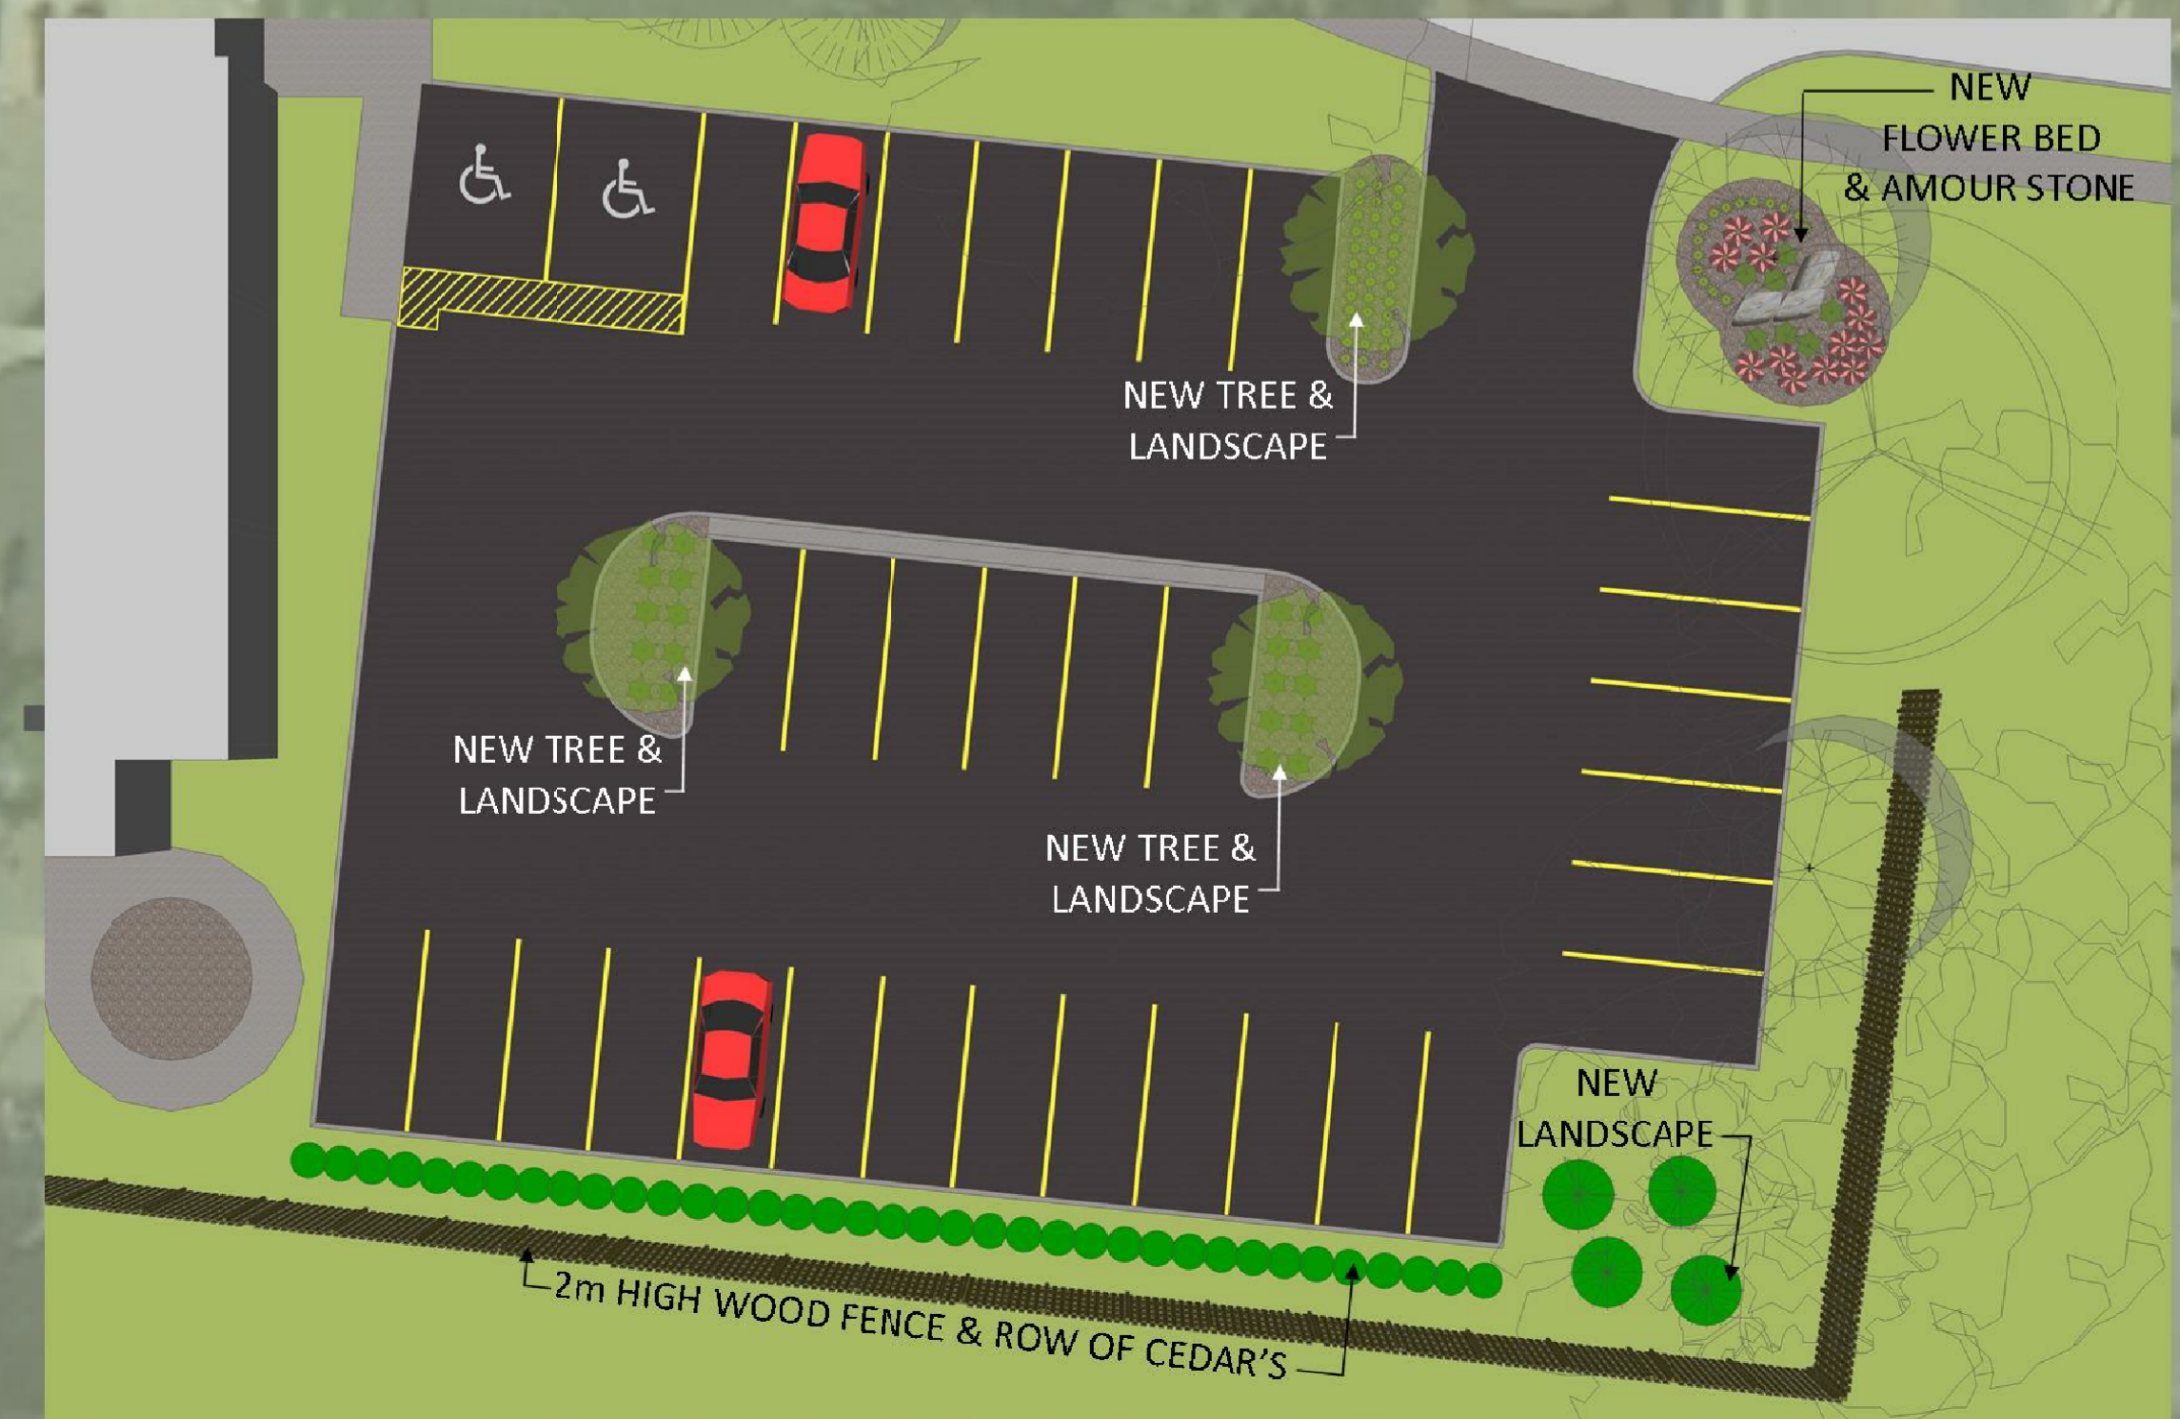 NEW
FLOWER BED
& AMOUR STONE
NEW TREE &
LANDSCAPE
NEW TREE &
LANDSCAPE
NEW TREE &
LANDSCAPE
NEW
LANDSCAPE
2m HIGH WOOD FENCE & ROW OF CEDAR'S